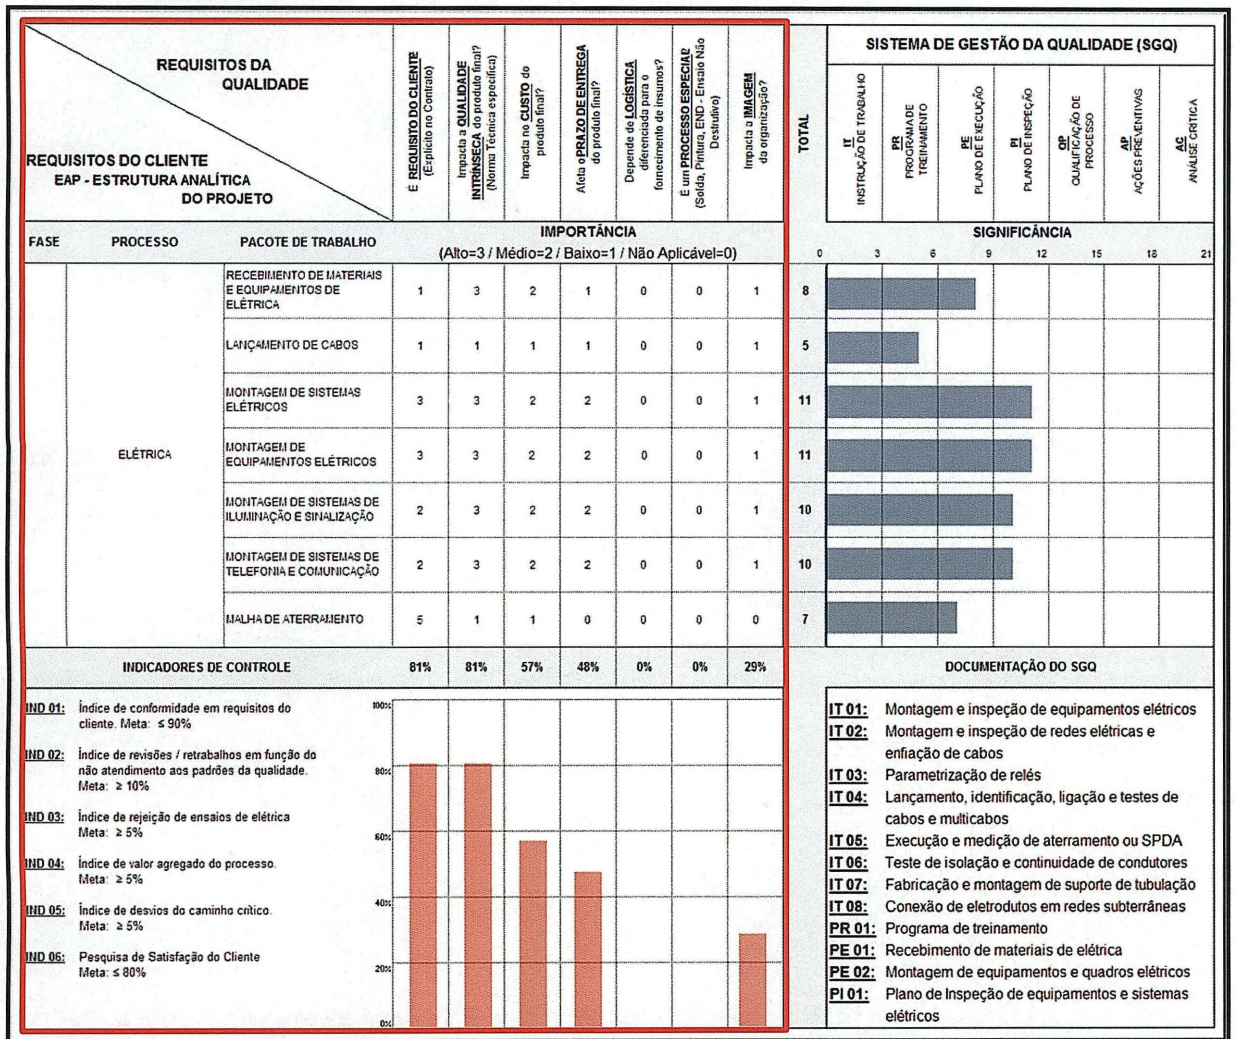 REQUISITOS DA
QUALIDADE
REQUISITOS DO CLIENTE
EAP - ESTRUTURA ANALÍTICA
DO PROJETO
É REQUISITO DO CLIENTE
(Explícito no Contrato)
Impacta a QUALIDADE
INTRÍNSECA do produto final?
(Norma Técnica específica)
Impacta no CUSTO do
produto final?
Afeta o PRAZO DE ENTREGA
do produto final?
Depende de LOGÍSTICA
diferenciada para o
fornecimento de insumos?
É um PROCESSO ESPECIAL?
(Solda, Pintura, END - Ensaio Não
Destrutivo)
Impacta a IMAGEM
da organização?
TOTAL
SISTEMA DE GESTÃO DA QUALIDADE (SGQ)
IT
INSTRUÇÃO DE TRABALHO
PR
PROGRAMA DE
TREINAMENTO
PE
PLANO DE EXECUÇÃO
PI
PLANO DE INSPEÇÃO
QP
QUALIFICAÇÃO DE
PROCESSO
AP
AÇÕES PREVENTIVAS
AC
ANÁLISE CRÍTICA
FASE PROCESSO PACOTE DE TRABALHO
IMPORTÂNCIA
(Alto=3 / Médio=2 / Baixo=1 / Não Aplicável=0)
SIGNIFICÂNCIA
0 3 6 9 12 15 18 21
ELÉTRICA
RECEBIMENTO DE MATERIAIS
E EQUIPAMENTOS DE
ELÉTRICA
1 3 2 1 0 0 1 8
LANÇAMENTO DE CABOS
1 1 1 1 0 0 1 5
MONTAGEM DE SISTEMAS
ELÉTRICOS
3 3 2 2 0 0 1 11
MONTAGEM DE
EQUIPAMENTOS ELÉTRICOS
3 3 2 2 0 0 1 11
MONTAGEM DE SISTEMAS DE
ILUMINAÇÃO E SINALIZAÇÃO
2 3 2 2 0 0 1 10
MONTAGEM DE SISTEMAS DE
TELEFONIA E COMUNICAÇÃO
2 3 2 2 0 0 1 10
MALHA DE ATERRAMENTO
5 1 1 0 0 0 0 7
INDICADORES DE CONTROLE 81% 81% 57% 48% 0% 0% 29%
IND 01: Índice de conformidade em requisitos do
cliente. Meta: ≤ 90%
IND 02: Índice de revisões / retrabalhos em função do
não atendimento aos padrões da qualidade.
Meta: ≥ 10%
IND 03: Índice de rejeição de ensaios de elétrica
Meta: ≥ 5%
IND 04: Índice de valor agregado do processo.
Meta: ≥ 5%
IND 05: Índice de desvios do caminho crítico.
Meta: ≥ 5%
IND 06: Pesquisa de Satisfação do Cliente
Meta: ≤ 80%
100%
80%
60%
40%
20%
0%
DOCUMENTAÇÃO DO SGQ
IT 01: Montagem e inspeção de equipamentos elétricos
IT 02: Montagem e inspeção de redes elétricas e
enfiação de cabos
IT 03: Parametrização de relés
IT 04: Lançamento, identificação, ligação e testes de
cabos e multicabos
IT 05: Execução e medição de aterramento ou SPDA
IT 06: Teste de isolação e continuidade de condutores
IT 07: Fabricação e montagem de suporte de tubulação
IT 08: Conexão de eletrodutos em redes subterrâneas
PR 01: Programa de treinamento
PE 01: Recebimento de materiais de elétrica
PE 02: Montagem de equipamentos e quadros elétricos
PI 01: Plano de Inspeção de equipamentos e sistemas
elétricos